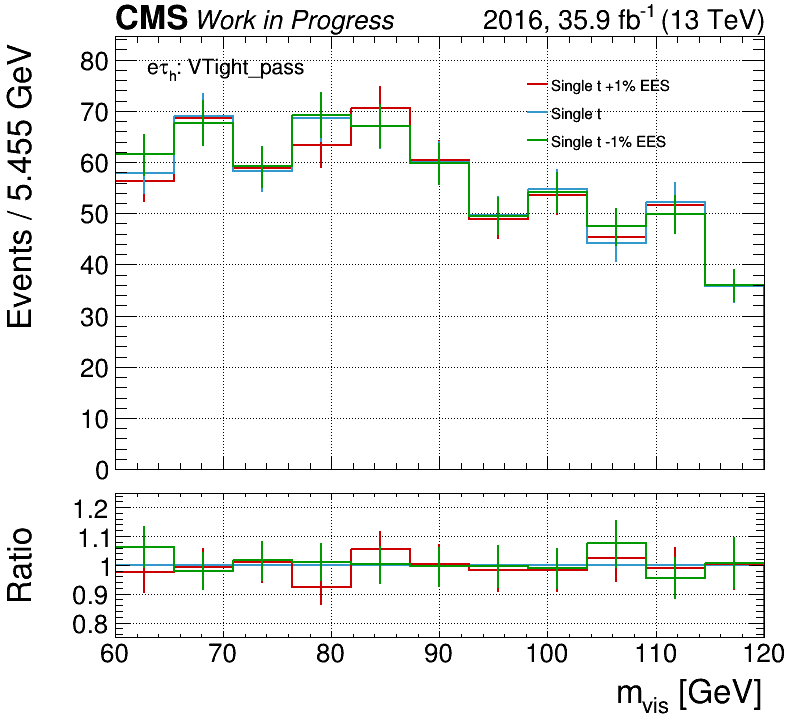 CMS Work in Progress 2016, 35.9 fb-1 (13 TeV)
eτh: VTight_pass
Single t +1% EES
Single t
Single t -1% EES
Events / 5.455 GeV
80
70
60
50
40
30
20
10
0
Ratio
1.2
1.1
1
0.9
0.8
60 70 80 90 100 110 120
mvis [GeV]